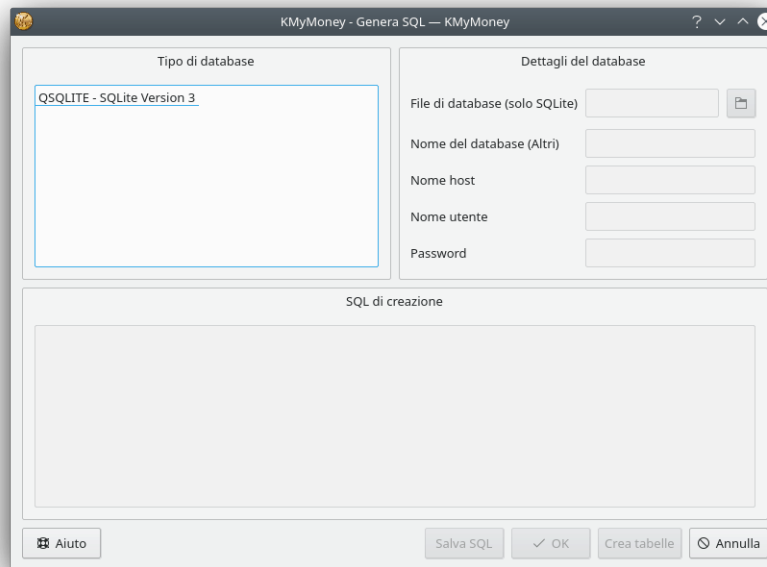 KMyMoney - Genera SQL — KMyMoney
Tipo di database
QSQLITE - SQLite Version 3
Dettagli del database
File di database (solo SQLite)
Nome del database (Altri)
Nome host
Nome utente
Password
SQL di creazione
Aiuto
Salva SQL
OK
Crea tabelle
Annulla